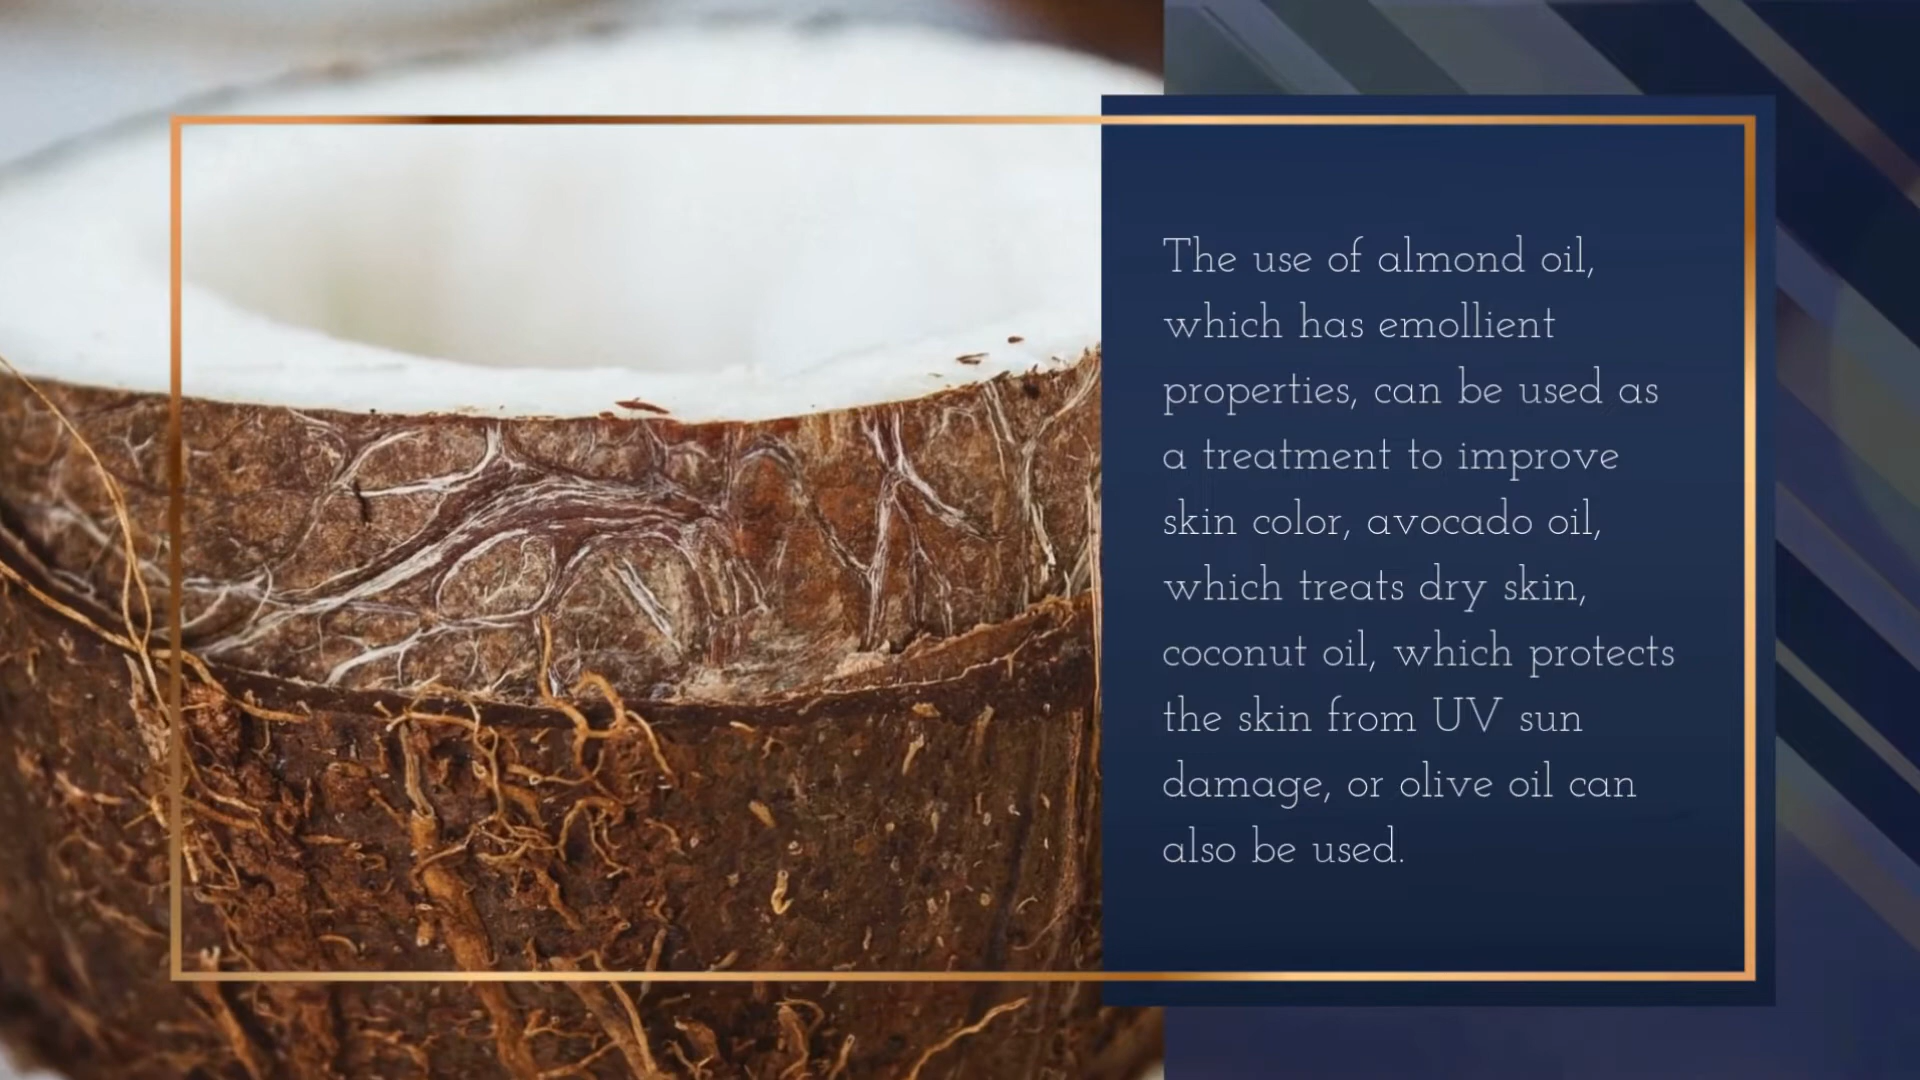 The use of almond oil,
which has emollient
properties, can be used as
a treatment to improve
skin color, avocado oil,
which treats dry skin,
coconut oil, which protects
the skin from UV sun
damage, or olive oil can
also be used.